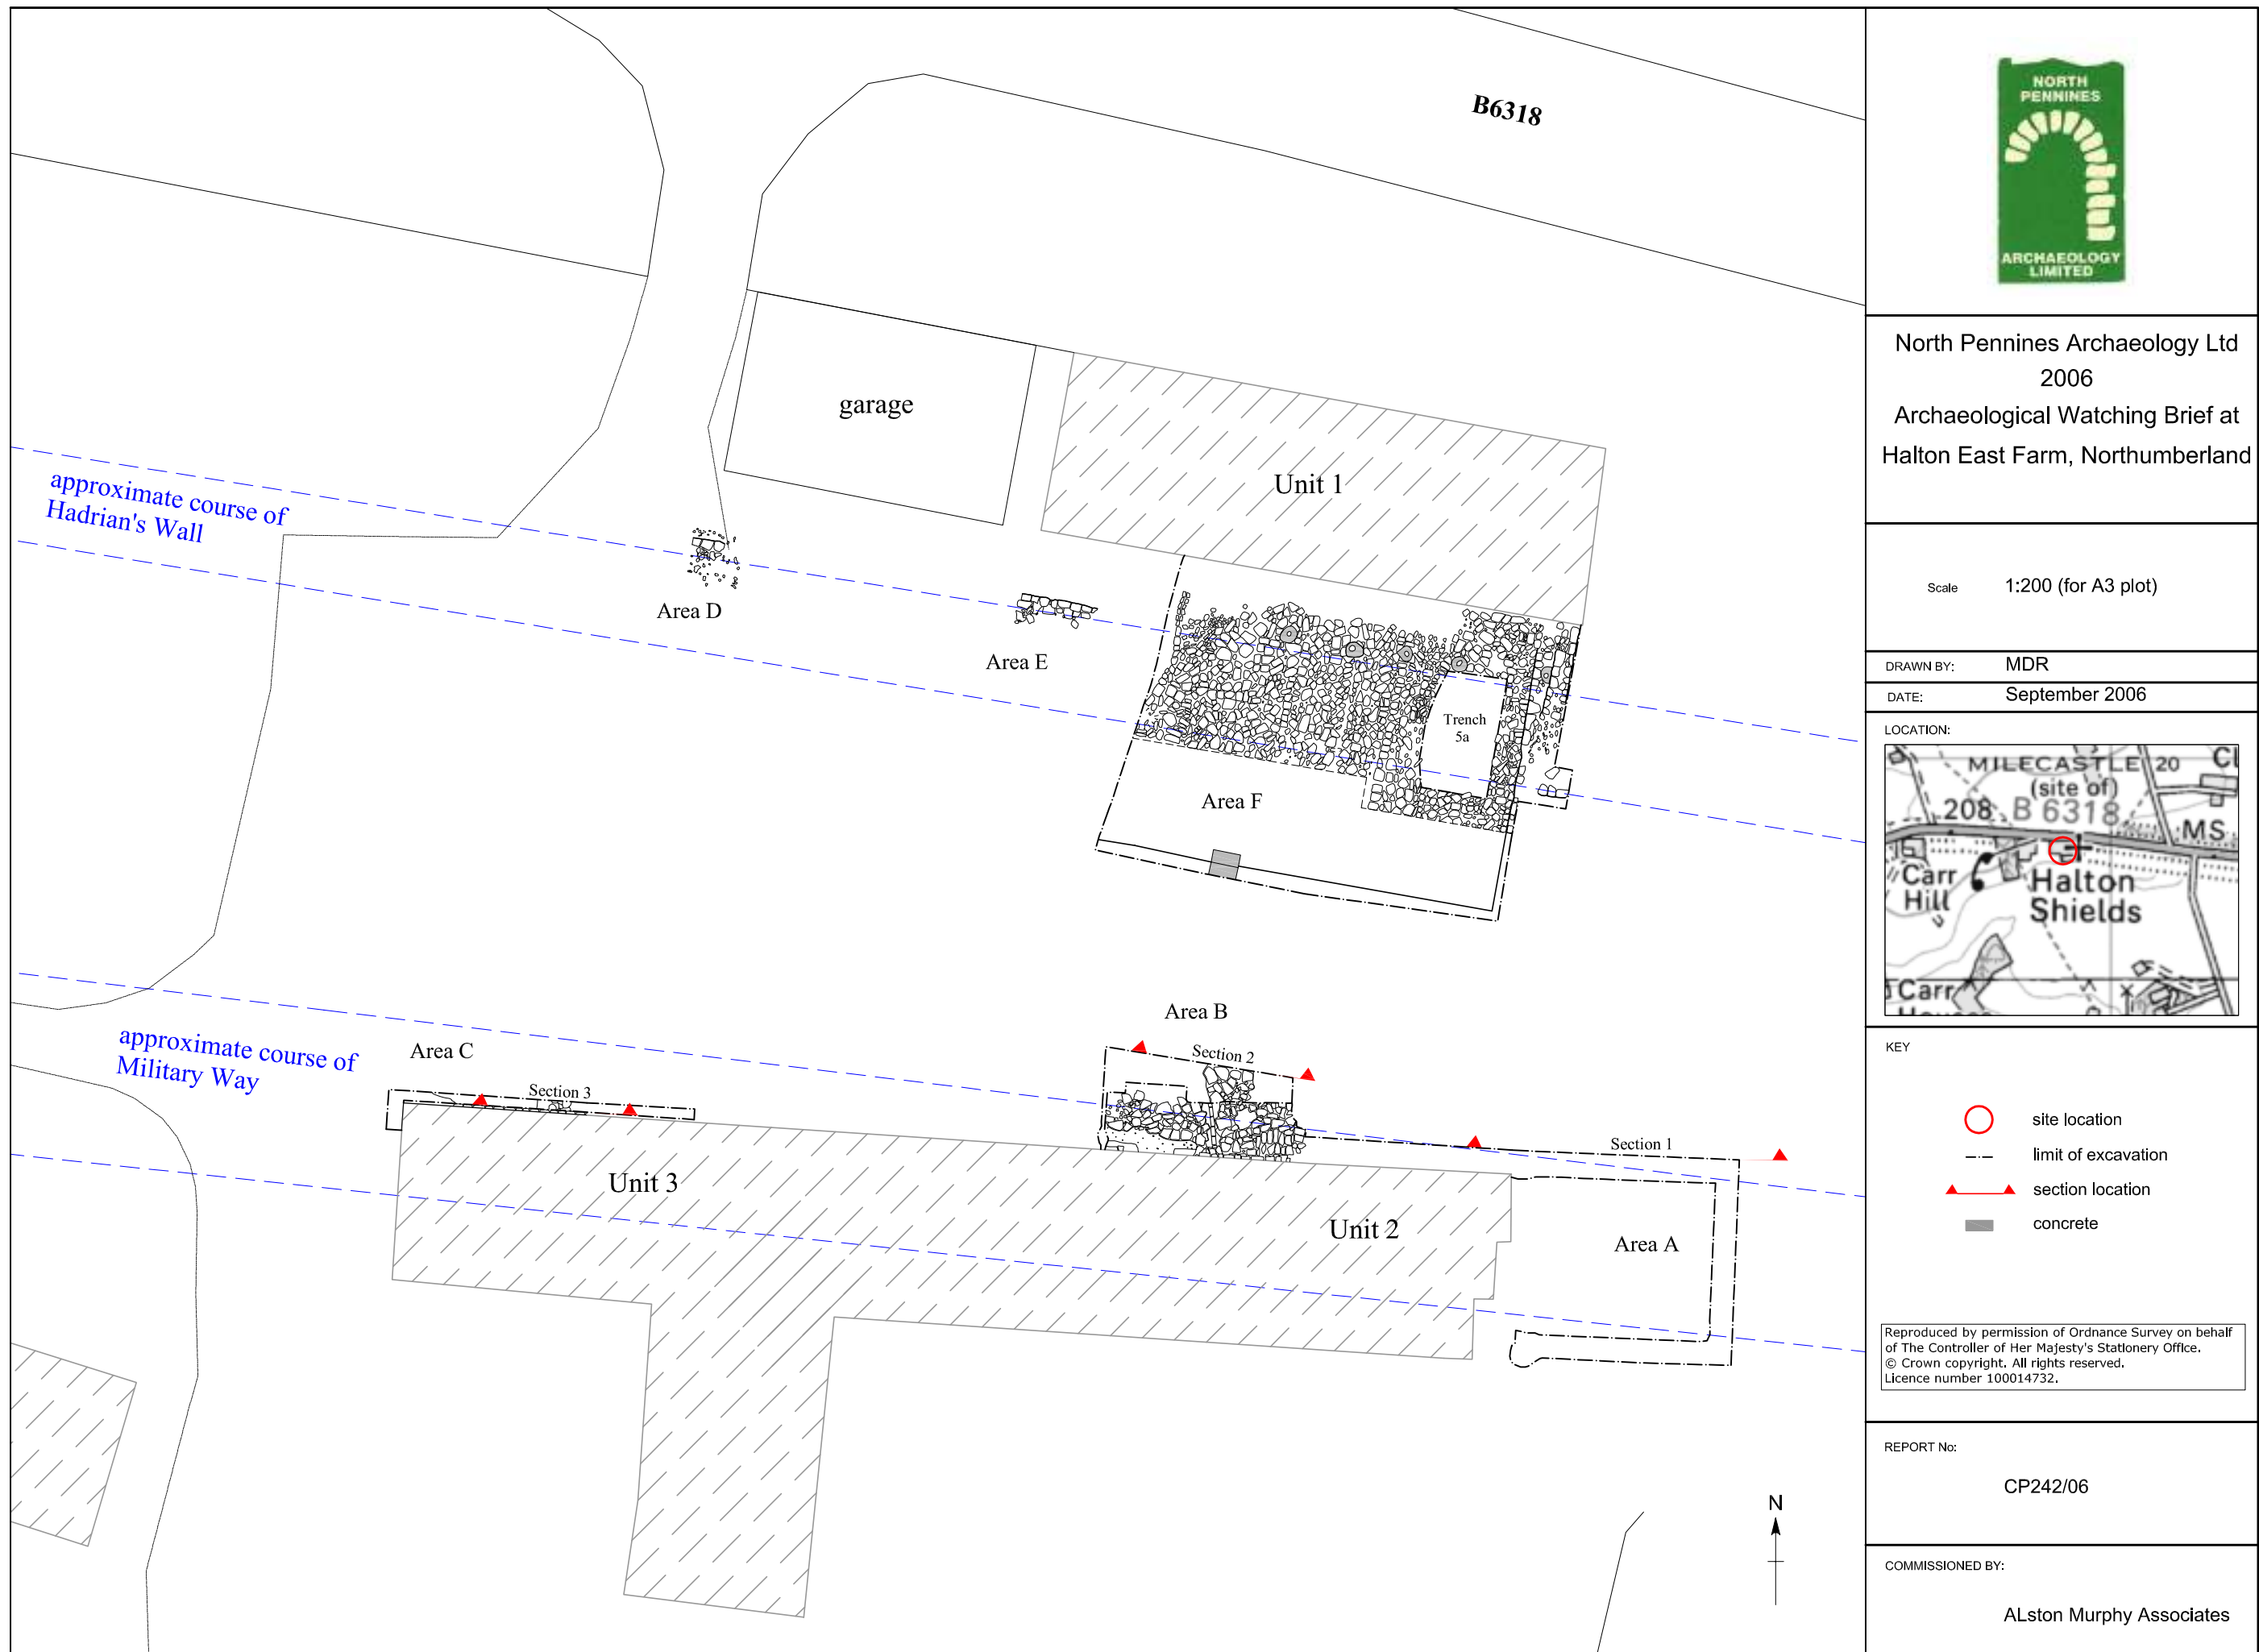 B6318
garage
Unit 1
approximate course of
Hadrian's Wall
Area D
Area E
Trench
5a
Area F
Area B
approximate course of
Military Way
Area C
Section 2
Section 3
Section 1
Unit 3
Unit 2
Area A
N
NORTH
PENNINES
ARCHAEOLOGY
LIMITED
North Pennines Archaeology Ltd
2006
Archaeological Watching Brief at
Halton East Farm, Northumberland
Scale 1:200 (for A3 plot)
DRAWN BY: MDR
DATE: September 2006
LOCATION:
MILECASTLE 20
(site of)
208 B 6318
MS
Carr
Hill
Halton
Shields
Carr
KEY
site location
limit of excavation
section location
concrete
Reproduced by permission of Ordnance Survey on behalf
of The Controller of Her Majesty's Stationery Office.
© Crown copyright. All rights reserved.
Licence number 100014732.
REPORT No:
CP242/06
COMMISSIONED BY:
ALston Murphy Associates